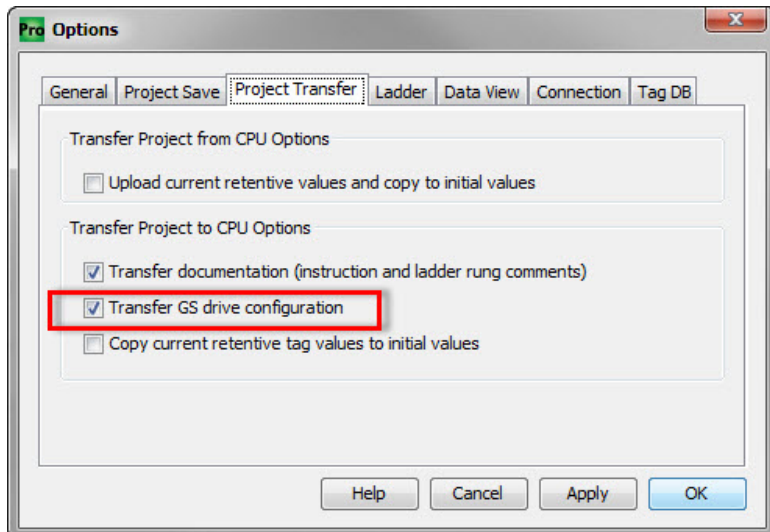 Pro Options
General Project Save Project Transfer Ladder Data View Connection Tag DB
Transfer Project from CPU Options
Upload current retentive values and copy to initial values
Transfer Project to CPU Options
Transfer documentation (instruction and ladder rung comments)
Transfer GS drive configuration
Copy current retentive tag values to initial values
Help Cancel Apply OK